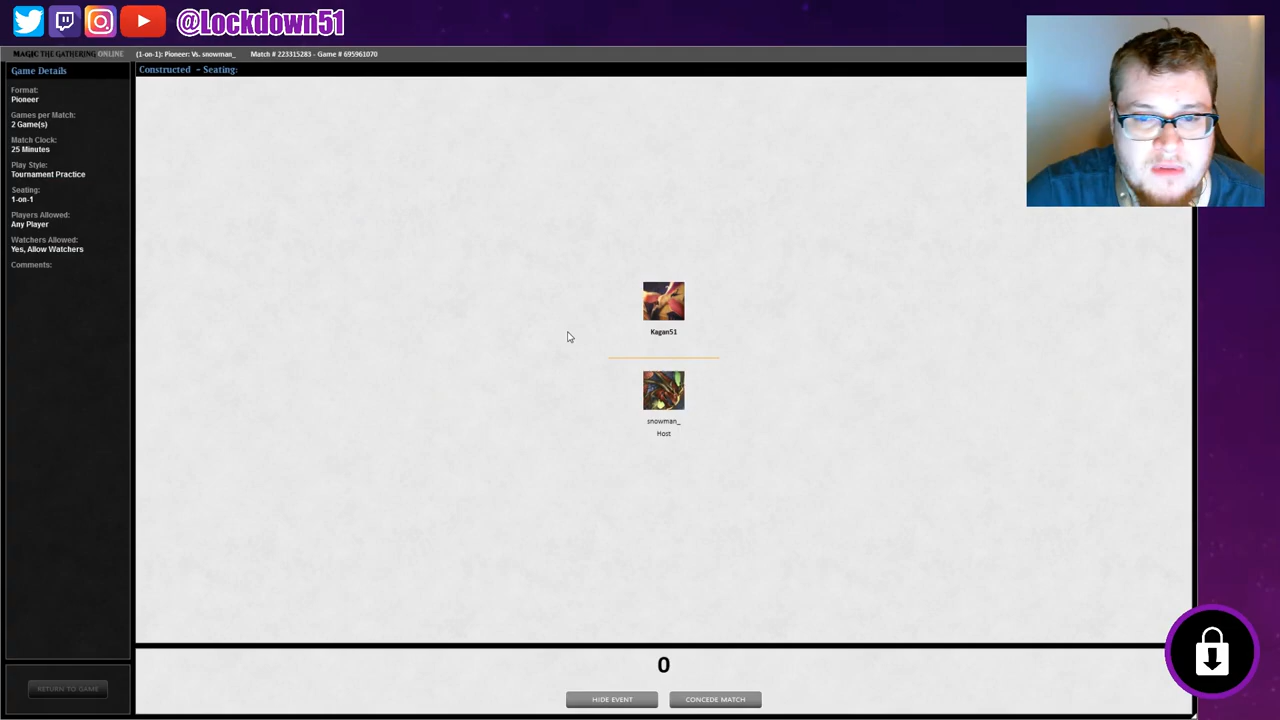 @Lockdown51
MAGIC THE GATHERING ONLINE
(1-on-1): Pioneer: Vs. snowman_ Match # 223315283 - Game # 695961070
Game Details
Constructed - Seating:
Format:
Pioneer
Games per Match:
2 Game(s)
Match Clock:
25 Minutes
Play Style:
Tournament Practice
Seating:
1-on-1
Players Allowed:
Any Player
Watchers Allowed:
Yes, Allow Watchers
Comments:
Kagan51
snowman_
Host
0
RETURN TO GAME
HIDE EVENT
CONCEDE MATCH